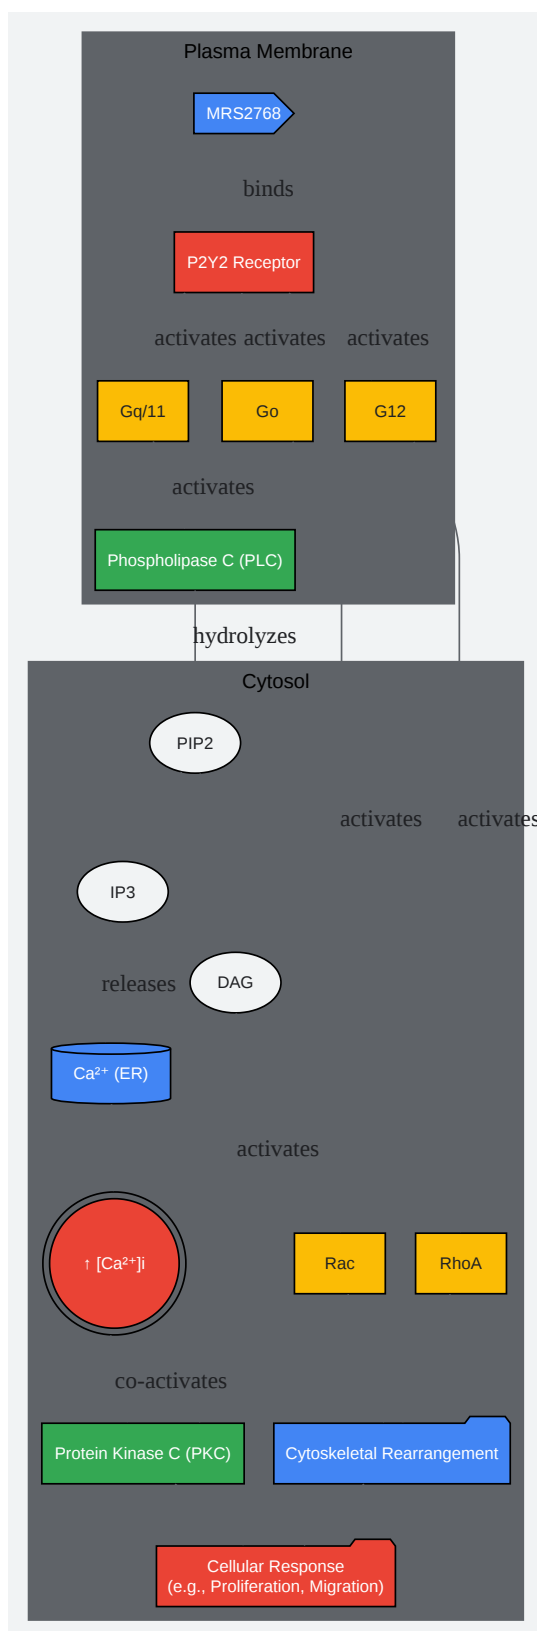 Plasma Membrane
MRS2768
binds
P2Y2 Receptor
activates activates activates
Gq/11 Go G12
activates
Phospholipase C (PLC)
hydrolyzes
Cytosol
PIP2
activates activates
IP3
releases DAG
Ca²⁺ (ER)
activates
↑ [Ca²⁺]i Rac RhoA
co-activates
Protein Kinase C (PKC) Cytoskeletal Rearrangement
Cellular Response
(e.g., Proliferation, Migration)